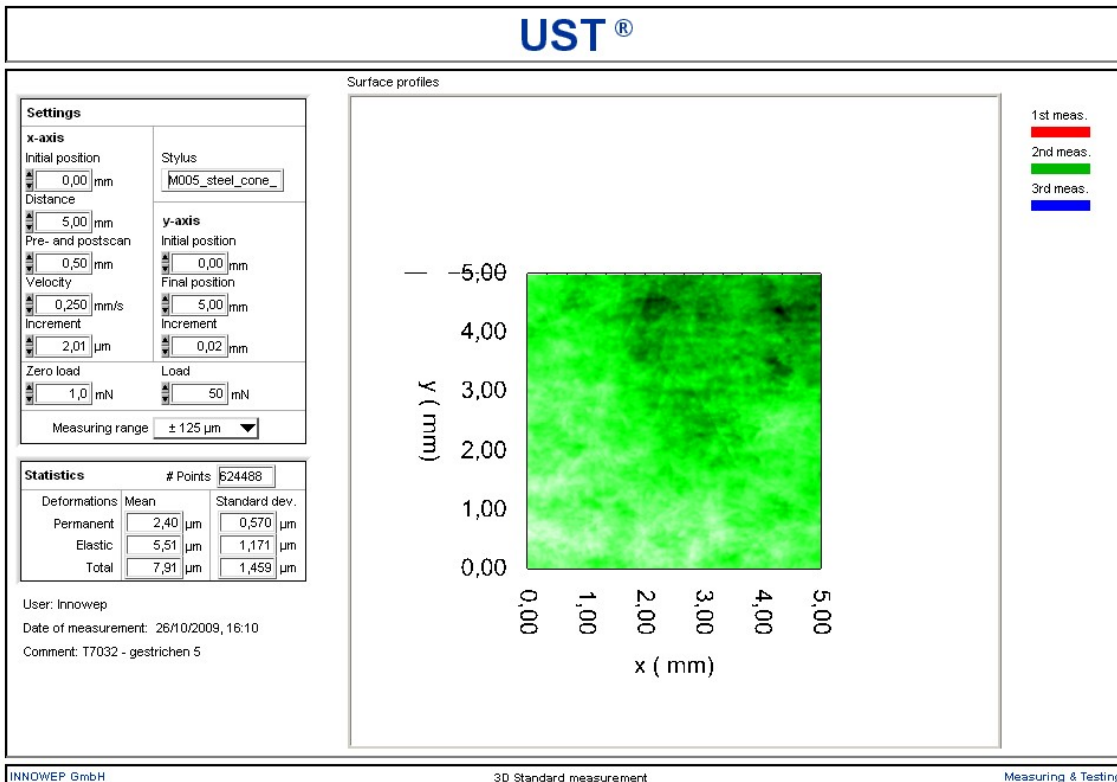 UST ®
Surface profiles
Settings
x-axis
Initial position
0,00 mm
Distance
5,00 mm
Pre- and postscan
0,50 mm
Velocity
0,250 mm/s
Increment
2,01 µm
Zero load
1,0 mN
Stylus
M005_steel_cone_
y-axis
Initial position
0,00 mm
Final position
5,00 mm
Increment
0,02 mm
Load
50 mN
Measuring range ± 125 µm
Statistics # Points 624488
Deformations Mean Standard dev.
Permanent 2,40 µm 0,570 µm
Elastic 5,51 µm 1,171 µm
Total 7,91 µm 1,459 µm
User: Innowep
Date of measurement: 26/10/2009, 16:10
Comment: T7032 - gestrichen 5
5,00
4,00
3,00
2,00
1,00
0,00
y ( mm)
0,00 1,00 2,00 3,00 4,00 5,00
x ( mm)
1st meas.
2nd meas.
3rd meas.
INNOWEP GmbH 3D Standard measurement Measuring & Testing